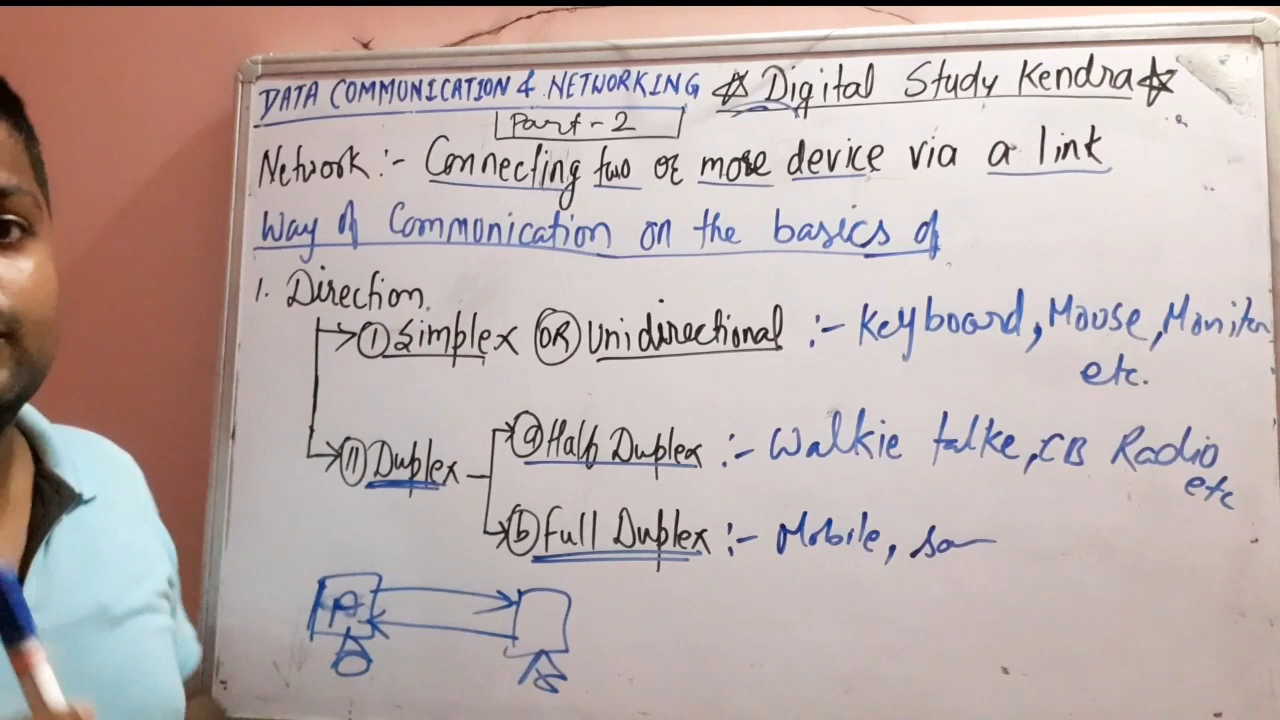 DATA COMMUNICATION & NETWORKING ☆ Digital Study Kendra ☆
Part-2
Network :- Connecting two or more device via a link
Way of Communication on the basics of
1. Direction.
① Simplex OR Unidirectional :- Keyboard, Mouse, Monitor
etc.
⑪ Duplex
ⓐ Half Duplex :- Walkie talke, CB Radio
etc
ⓑ Full Duplex :- Mobile,
A